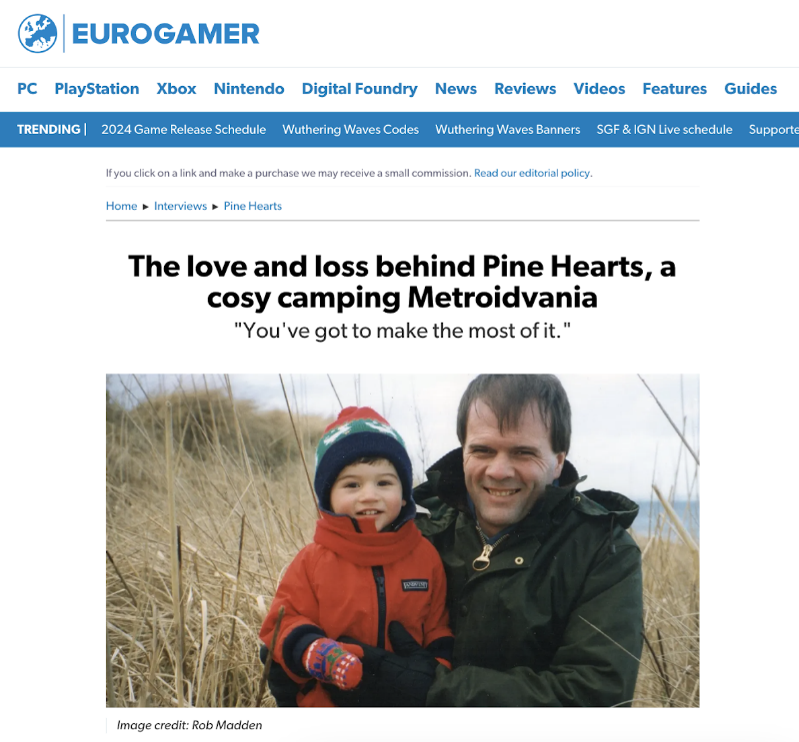 EUROGAMER
PC PlayStation Xbox Nintendo Digital Foundry News Reviews Videos Features Guides
TRENDING | 2024 Game Release Schedule Wuthering Waves Codes Wuthering Waves Banners SGF & IGN Live schedule Supporte
If you click on a link and make a purchase we may receive a small commission. Read our editorial policy.
Home ▶ Interviews ▶ Pine Hearts
The love and loss behind Pine Hearts, a
cosy camping Metroidvania
"You've got to make the most of it."
Image credit: Rob Madden